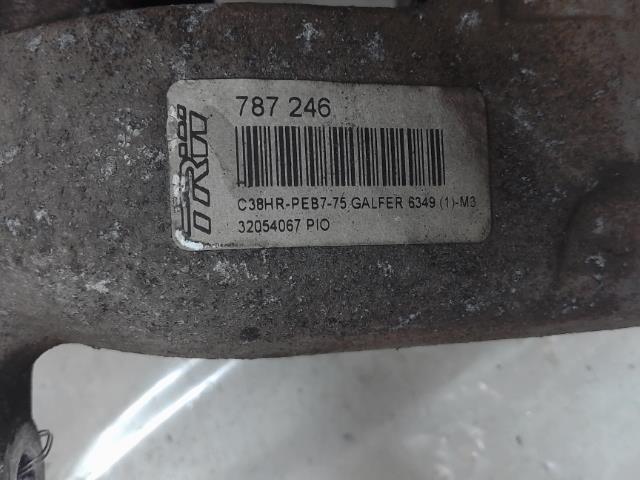 TRW
787 246
C38HR-PEB7-75 GALFER 6349 (1)-M3
32054067 PIO